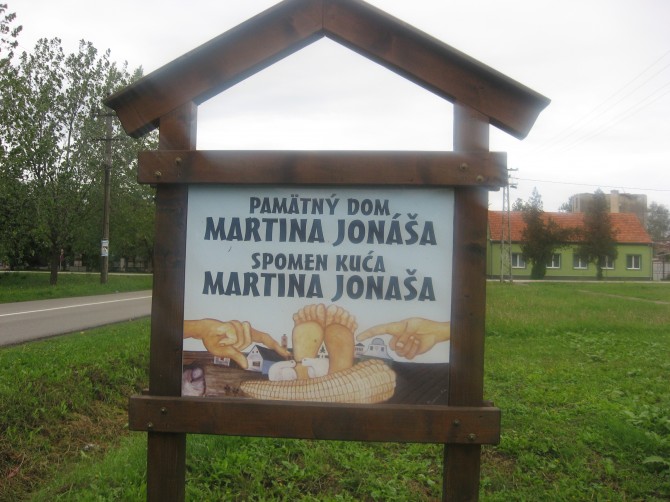 PAMÄTNÝ DOM
MARTINA JONÁŠA
SPOMEN KUĆA
MARTINA JONAŠA